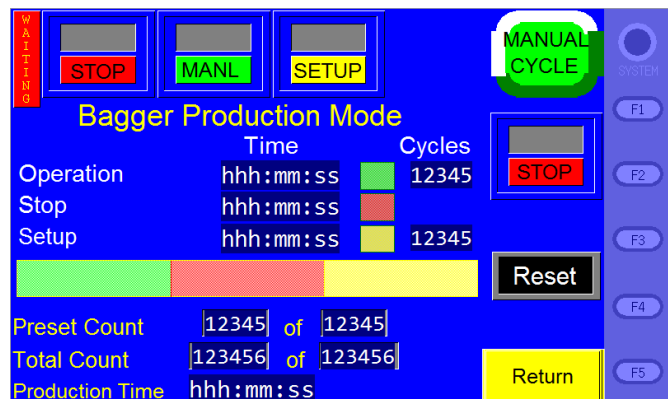 WAITING
STOP MANL SETUP MANUAL CYCLE SYSTEM
Bagger Production Mode F1
Time Cycles
Operation hhh:mm:ss 12345 STOP F2
Stop hhh:mm:ss
Setup hhh:mm:ss 12345 F3
Reset
Preset Count 12345 of 12345 F4
Total Count 123456 of 123456
Production Time hhh:mm:ss Return F5